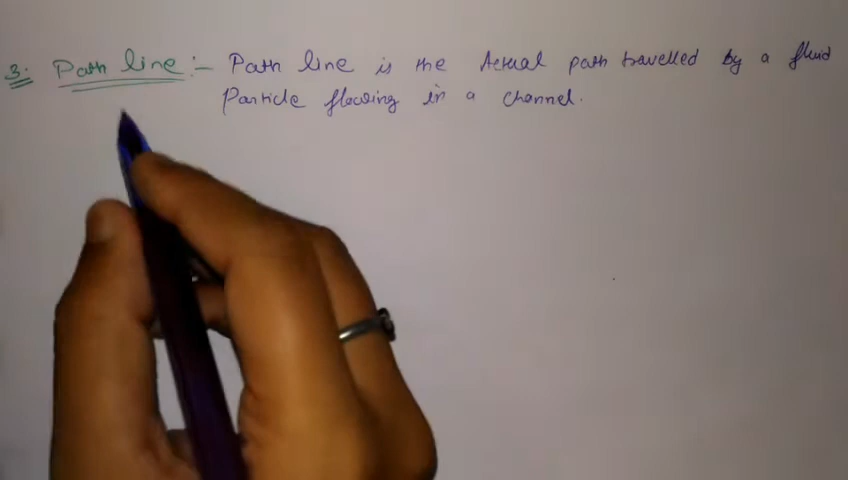 3. Path line :- Path line is the Actual path travelled by a fluid
Particle flowing in a channel.